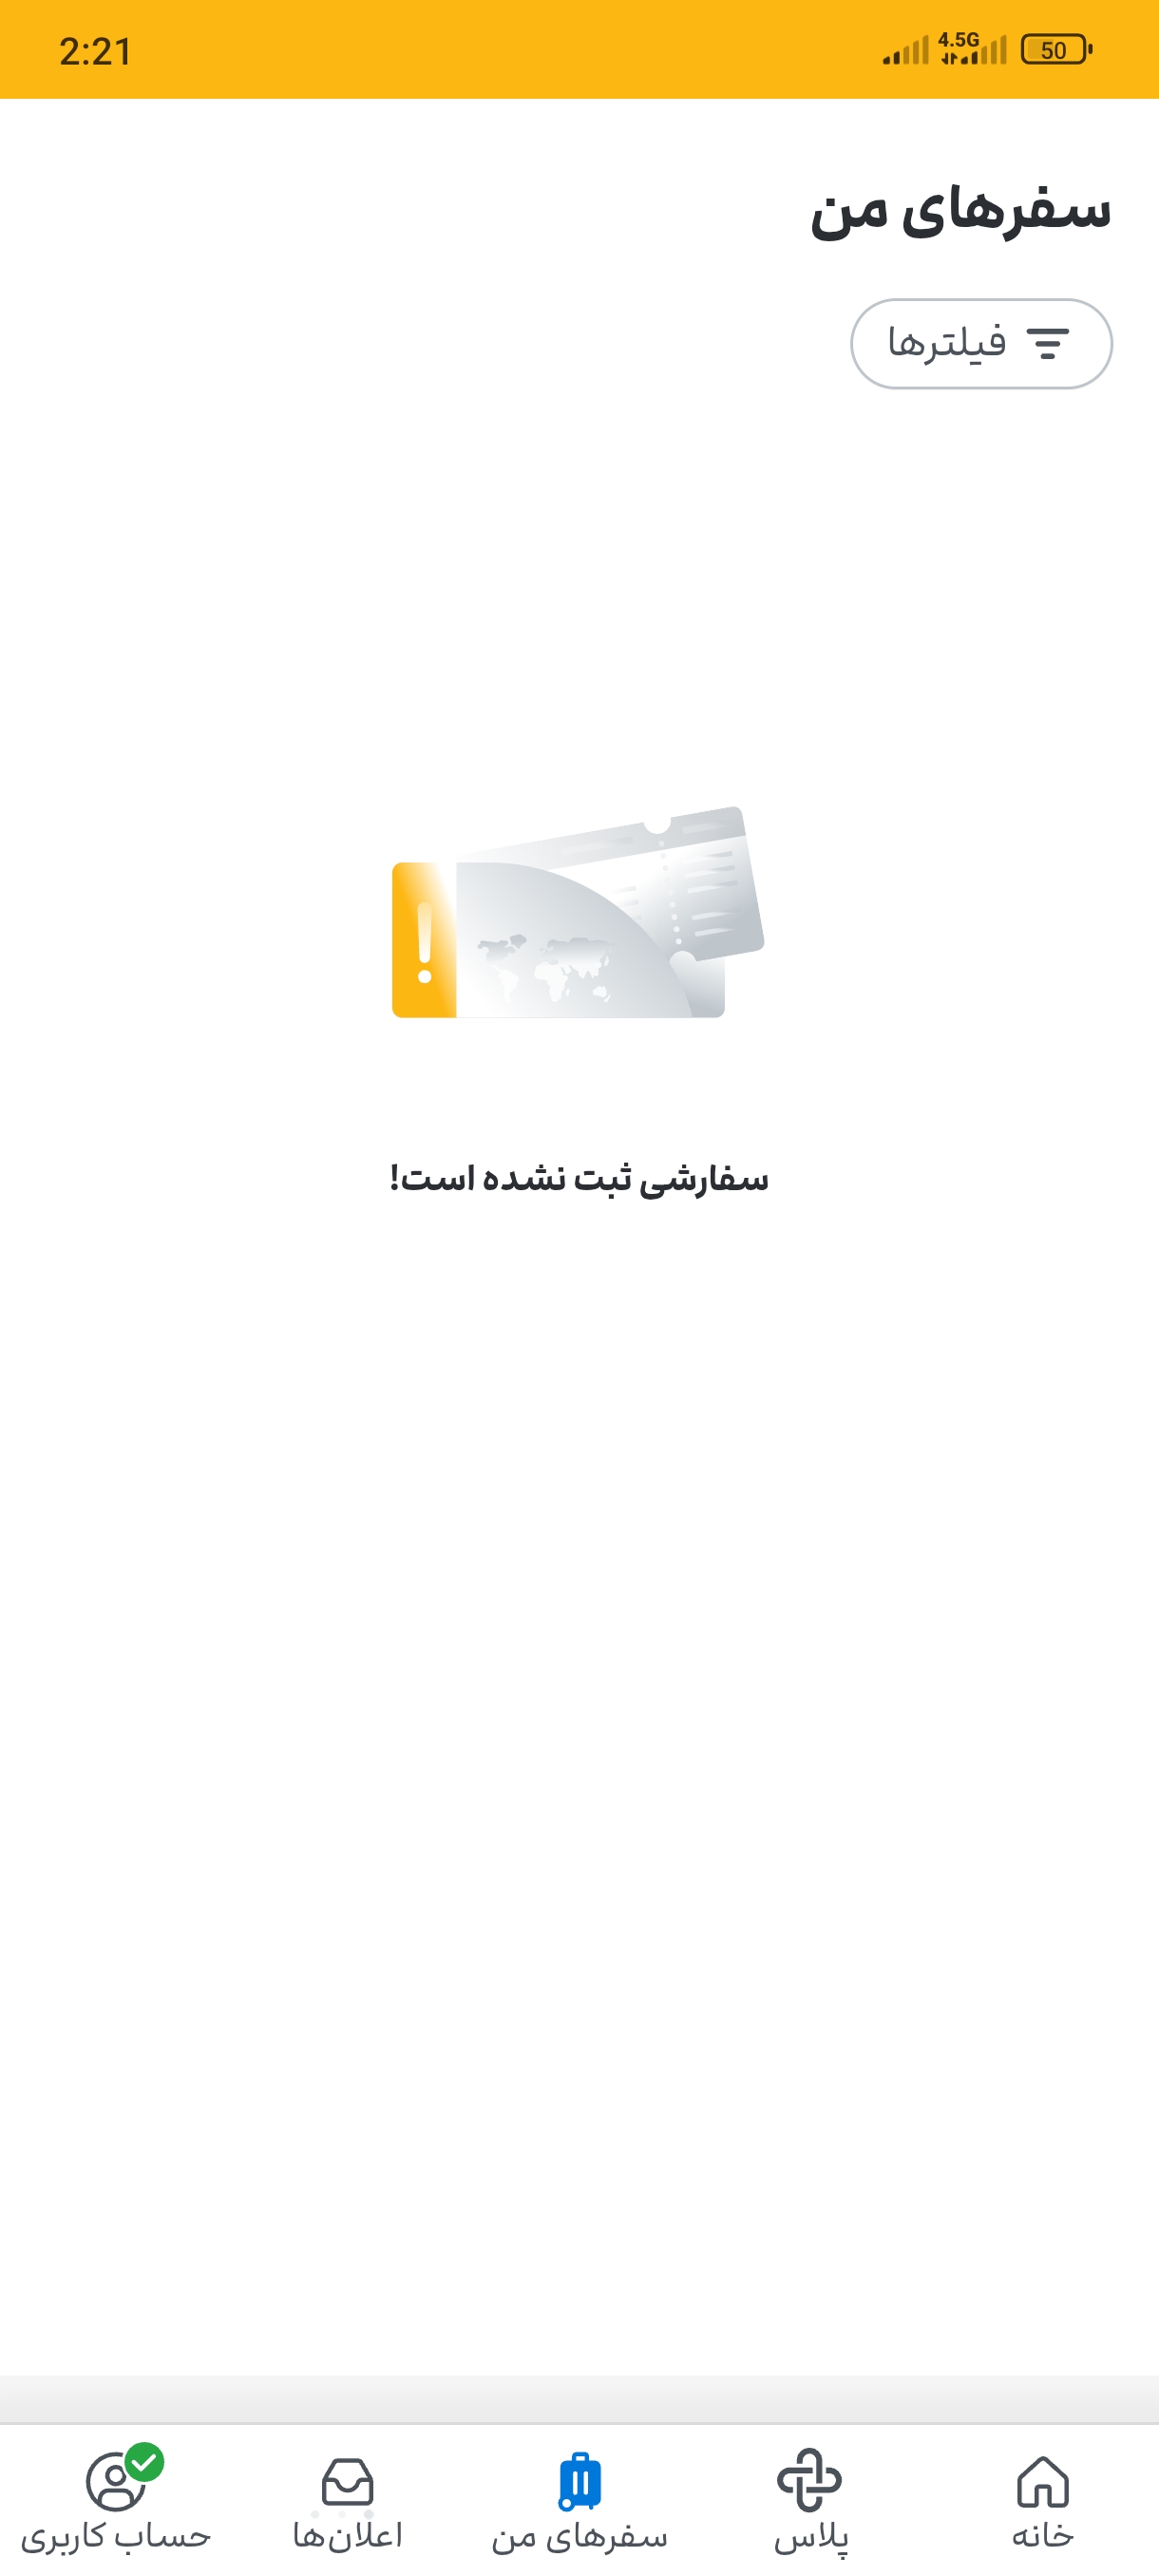 2:21
4.5G
50
سفرهای من
فیلترها
سفارشی ثبت نشده است!
خانه
پلاس
سفرهای من
اعلان‌ها
حساب کاربری